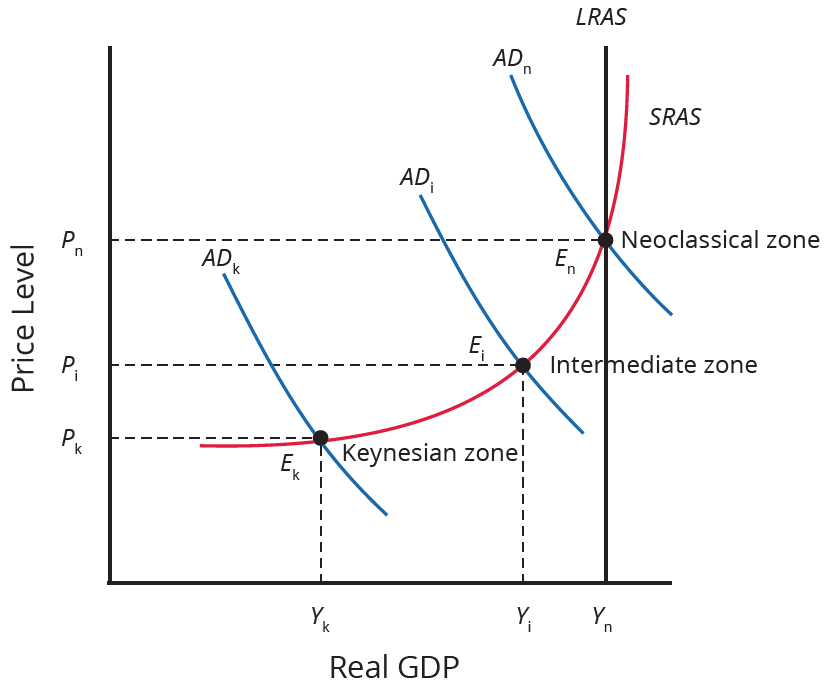 LRAS
ADn
SRAS
ADi
Pn
Neoclassical zone
En
ADk
Price Level
Ei
Pi
Intermediate zone
Pk
Keynesian zone
Ek
Yk
Yi
Yn
Real GDP